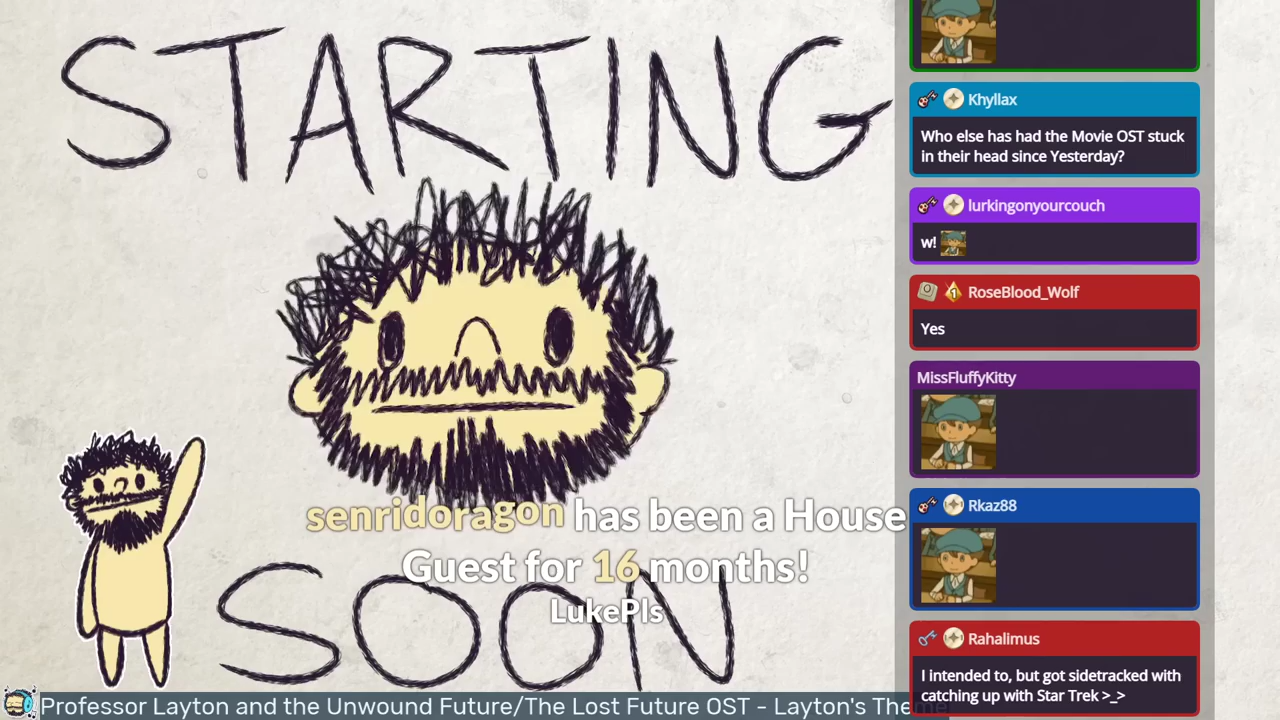 STARTING
SOON
senridoragon has been a House
Guest for 16 months!
LukePls
Khyllax
Who else has had the Movie OST stuck
in their head since Yesterday?
lurkingonyourcouch
w!
RoseBlood_Wolf
Yes
MissFluffyKitty
Rkaz88
Rahalimus
I intended to, but got sidetracked with
catching up with Star Trek >_>
Professor Layton and the Unwound Future/The Lost Future OST - Layton's Theme